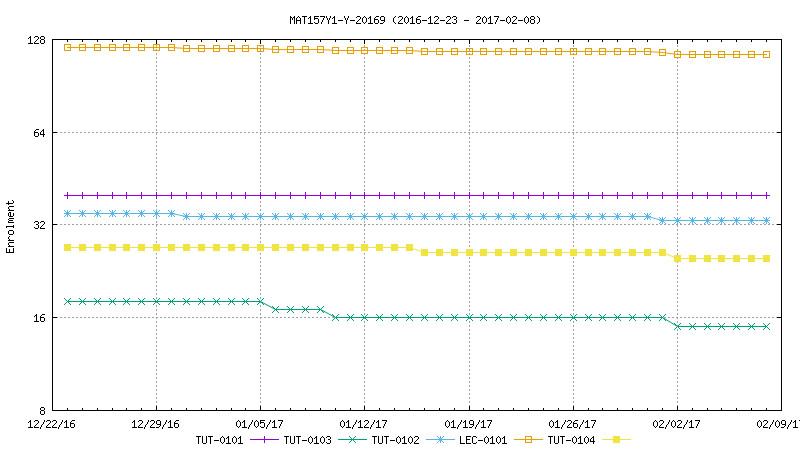 MAT157Y1-Y-20169 (2016-12-23 - 2017-02-08)
128
64
32
16
8
Enrolment
12/22/16 12/29/16 01/05/17 01/12/17 01/19/17 01/26/17 02/02/17 02/09/1
TUT-0101 TUT-0103 TUT-0102 LEC-0101 TUT-0104